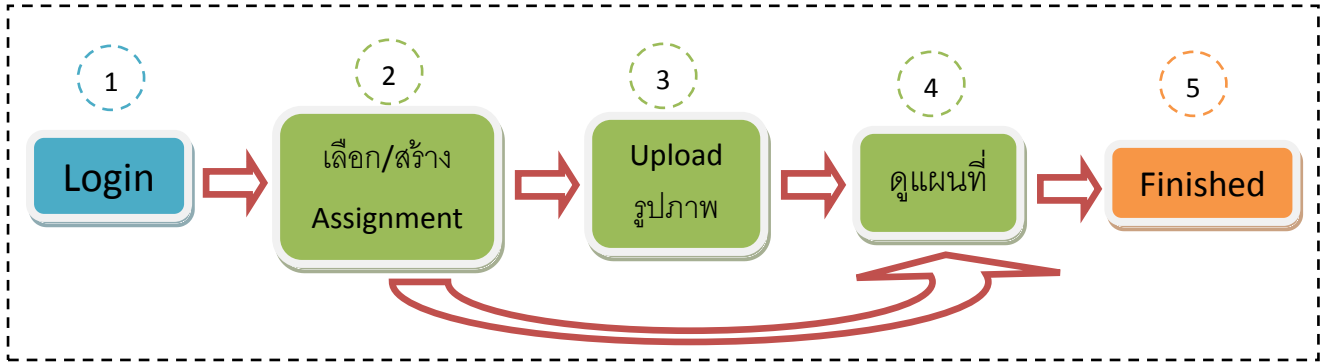 1
Login
2
เลือก/สร้าง
Assignment
3
Upload
รูปภาพ
4
ดูแผนที่
5
Finished